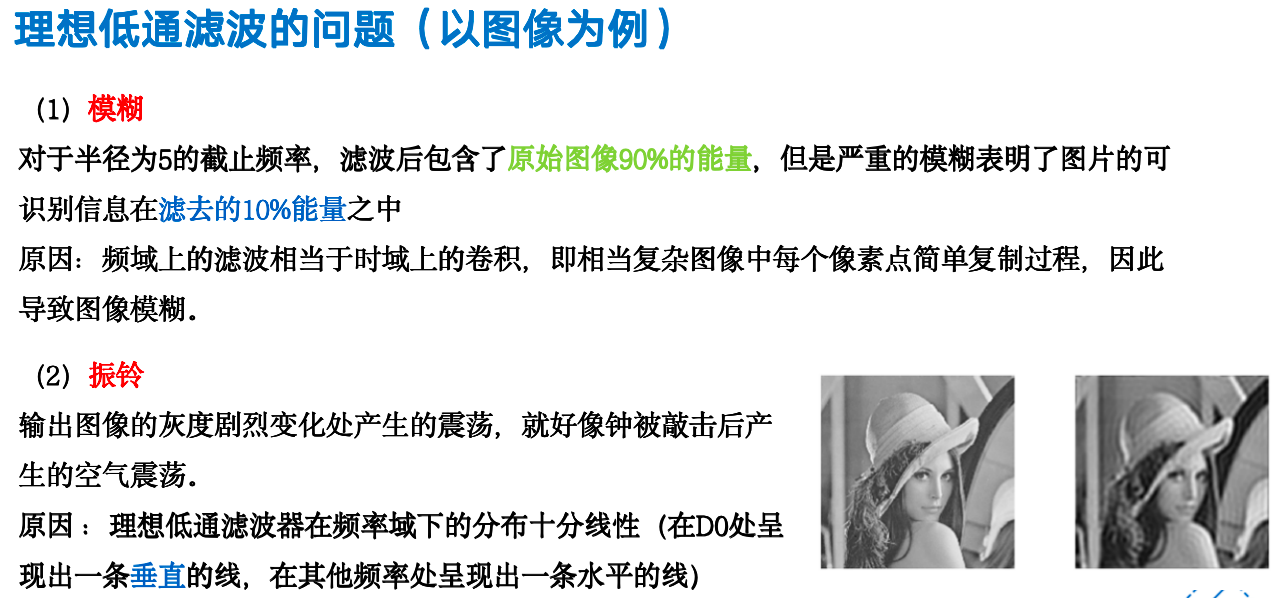 理想低通滤波的问题（以图像为例）
（1）模糊
对于半径为5的截止频率，滤波后包含了原始图像90%的能量，但是严重的模糊表明了图片的可
识别信息在滤去的10%能量之中
原因：频域上的滤波相当于时域上的卷积，即相当复杂图像中每个像素点简单复制过程，因此
导致图像模糊．
（2）振铃
输出图像的灰度剧烈变化处产生的震荡，就好像钟被敲击后产
生的空气震荡．
原因： 理想低通滤波器在频率域下的分布十分线性（在D0处呈
现出一条垂直的线，在其他频率处呈现出一条水平的线）